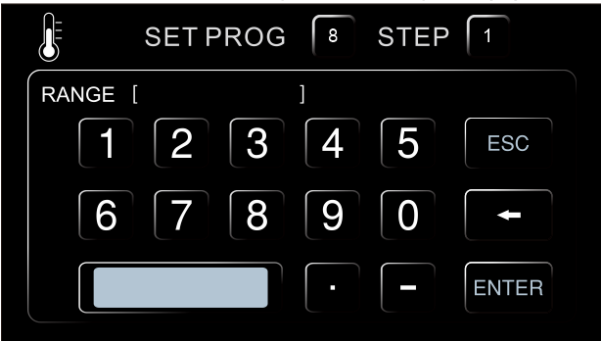 SET PROG 8 STEP 1
RANGE [ ]
1 2 3 4 5 ESC
6 7 8 9 0 ←
. - ENTER